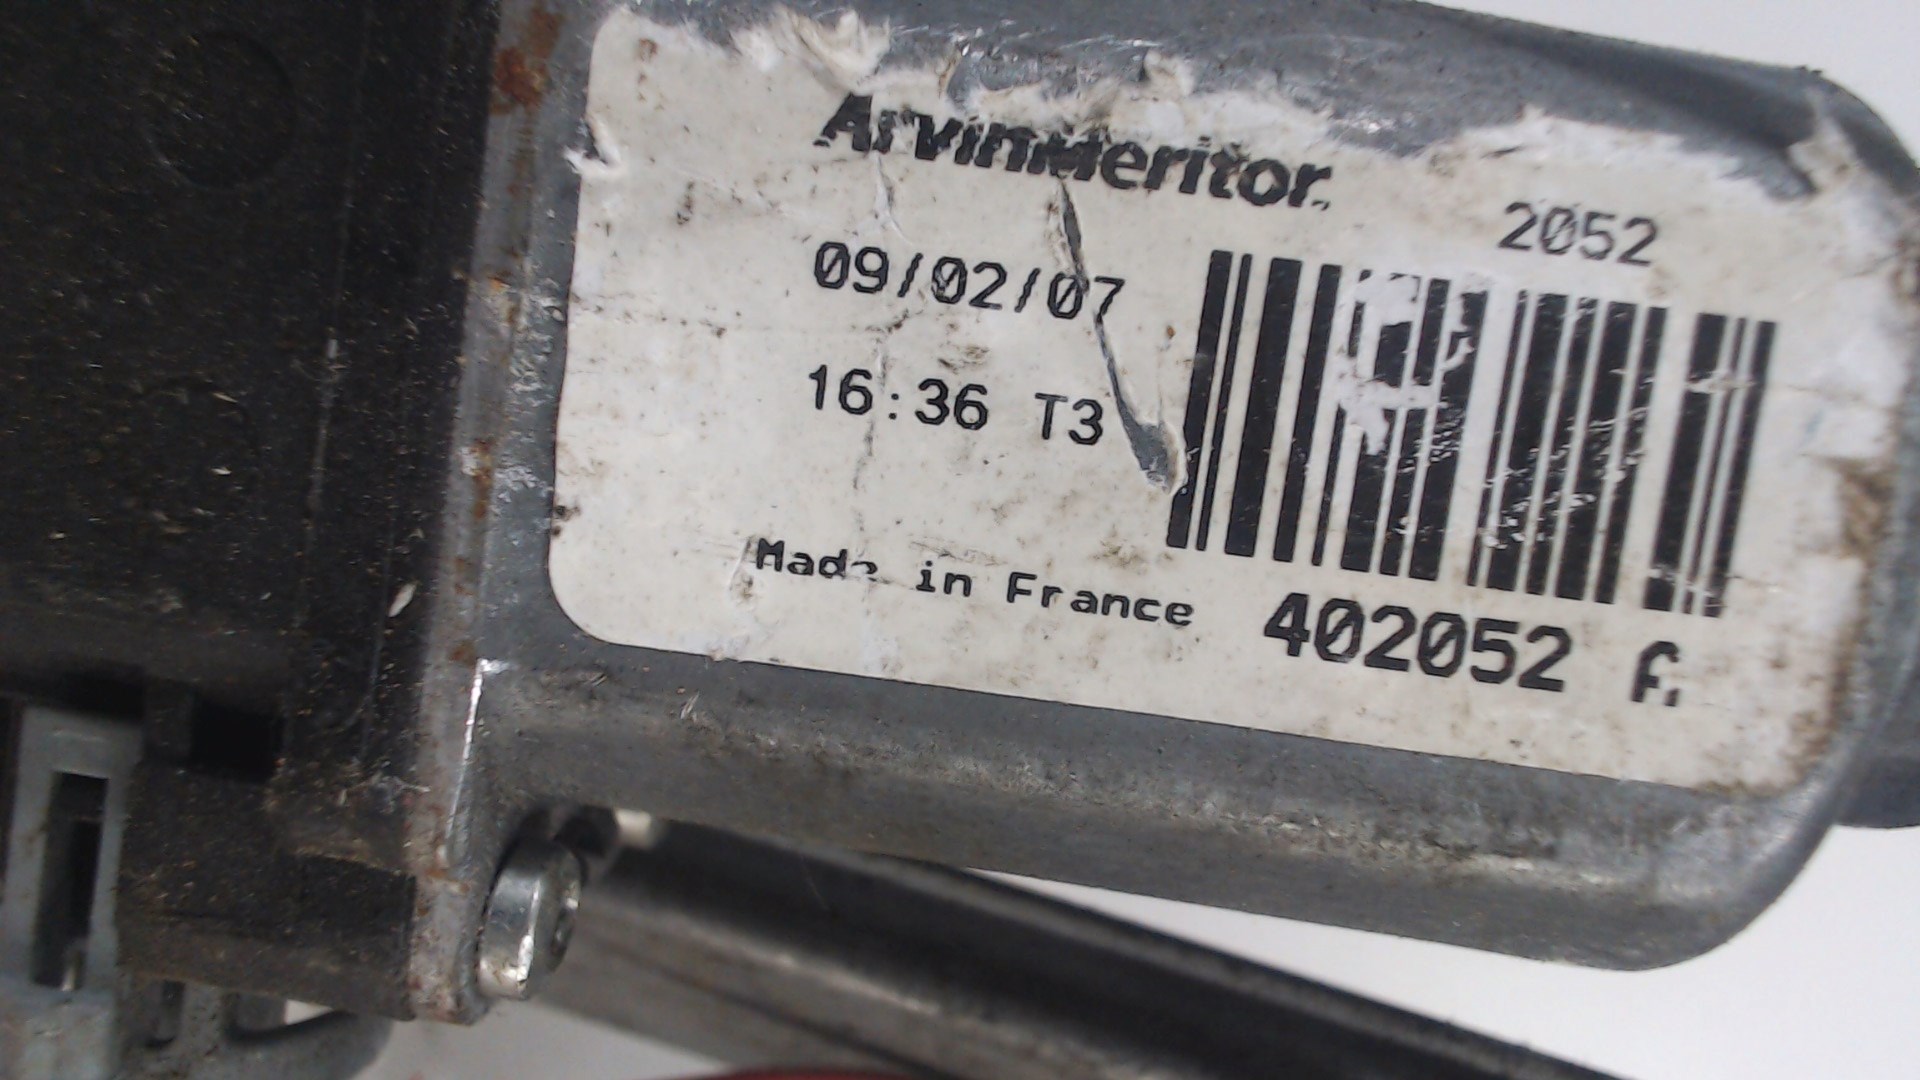 ArvinMeritor
2052
09/02/07
16:36 T3
Made in France
402052 A